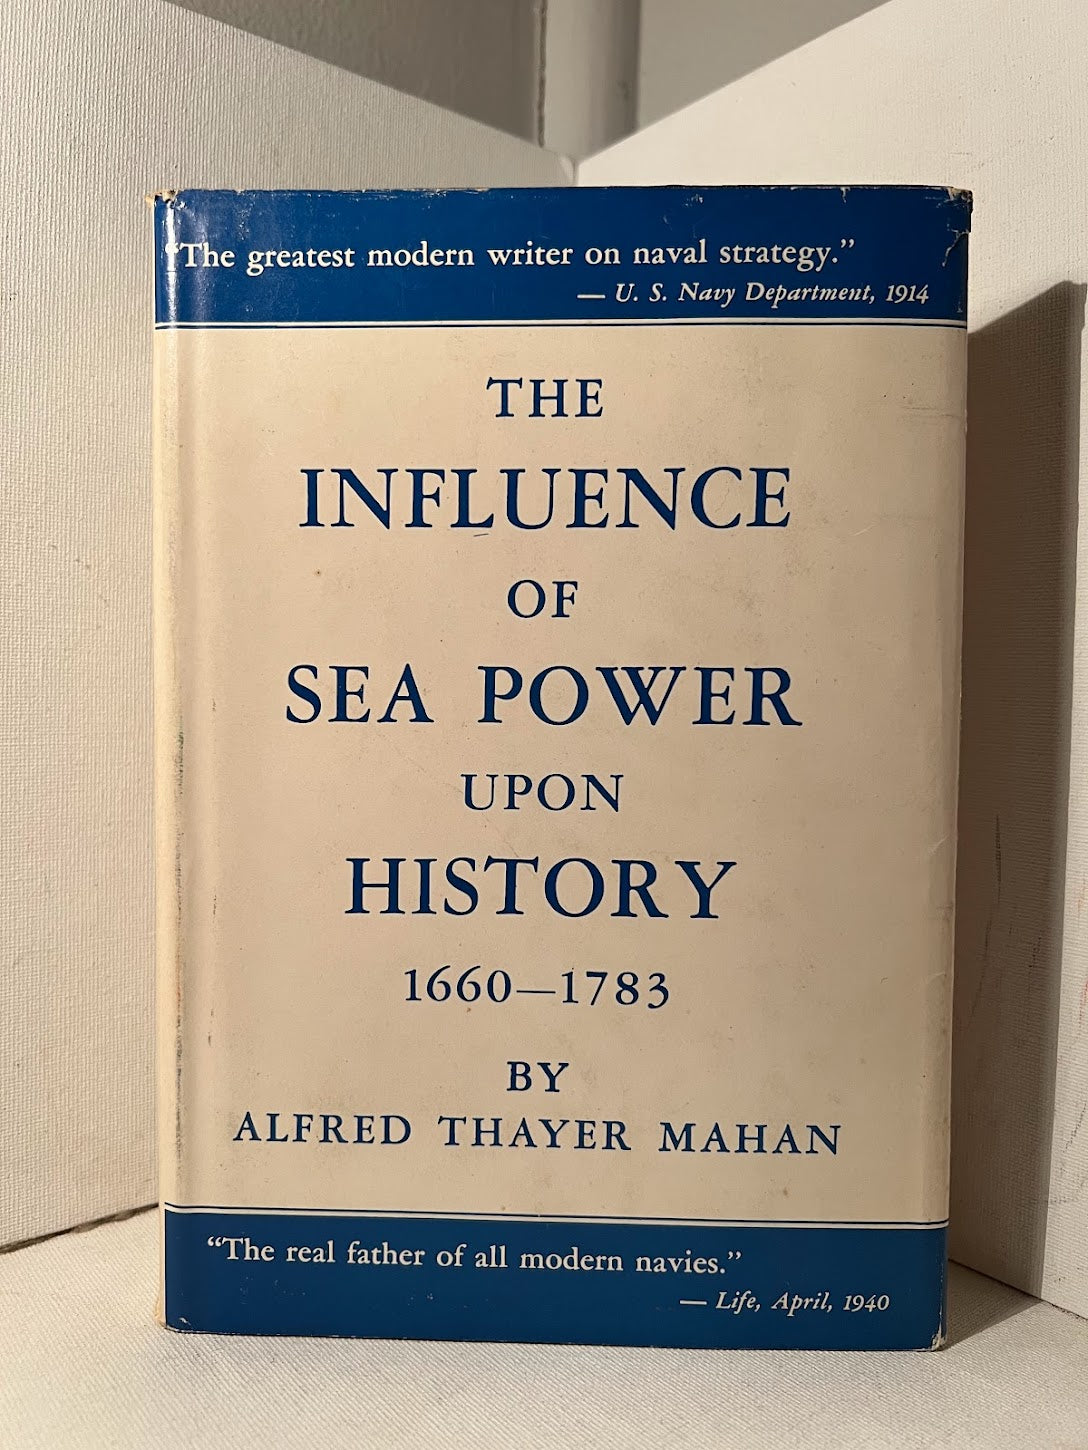 “The greatest modern writer on naval strategy.”
— U. S. Navy Department, 1914
THE
INFLUENCE
OF
SEA POWER
UPON
HISTORY
1660—1783
BY
ALFRED THAYER MAHAN
“The real father of all modern navies.”
— Life, April, 1940